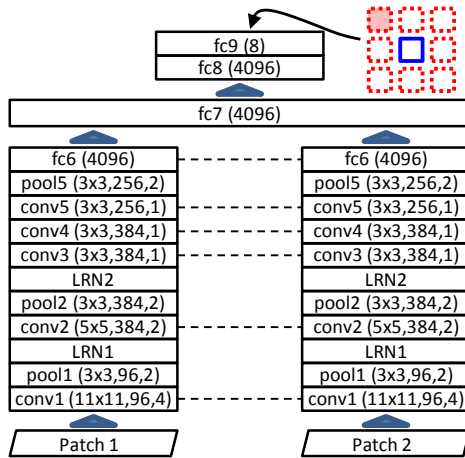 fc9 (8)
fc8 (4096)
fc7 (4096)
fc6 (4096)
pool5 (3x3,256,2)
conv5 (3x3,256,1)
conv4 (3x3,384,1)
conv3 (3x3,384,1)
LRN2
pool2 (3x3,384,2)
conv2 (5x5,384,2)
LRN1
pool1 (3x3,96,2)
conv1 (11x11,96,4)
Patch 1
fc6 (4096)
pool5 (3x3,256,2)
conv5 (3x3,256,1)
conv4 (3x3,384,1)
conv3 (3x3,384,1)
LRN2
pool2 (3x3,384,2)
conv2 (5x5,384,2)
LRN1
pool1 (3x3,96,2)
conv1 (11x11,96,4)
Patch 2